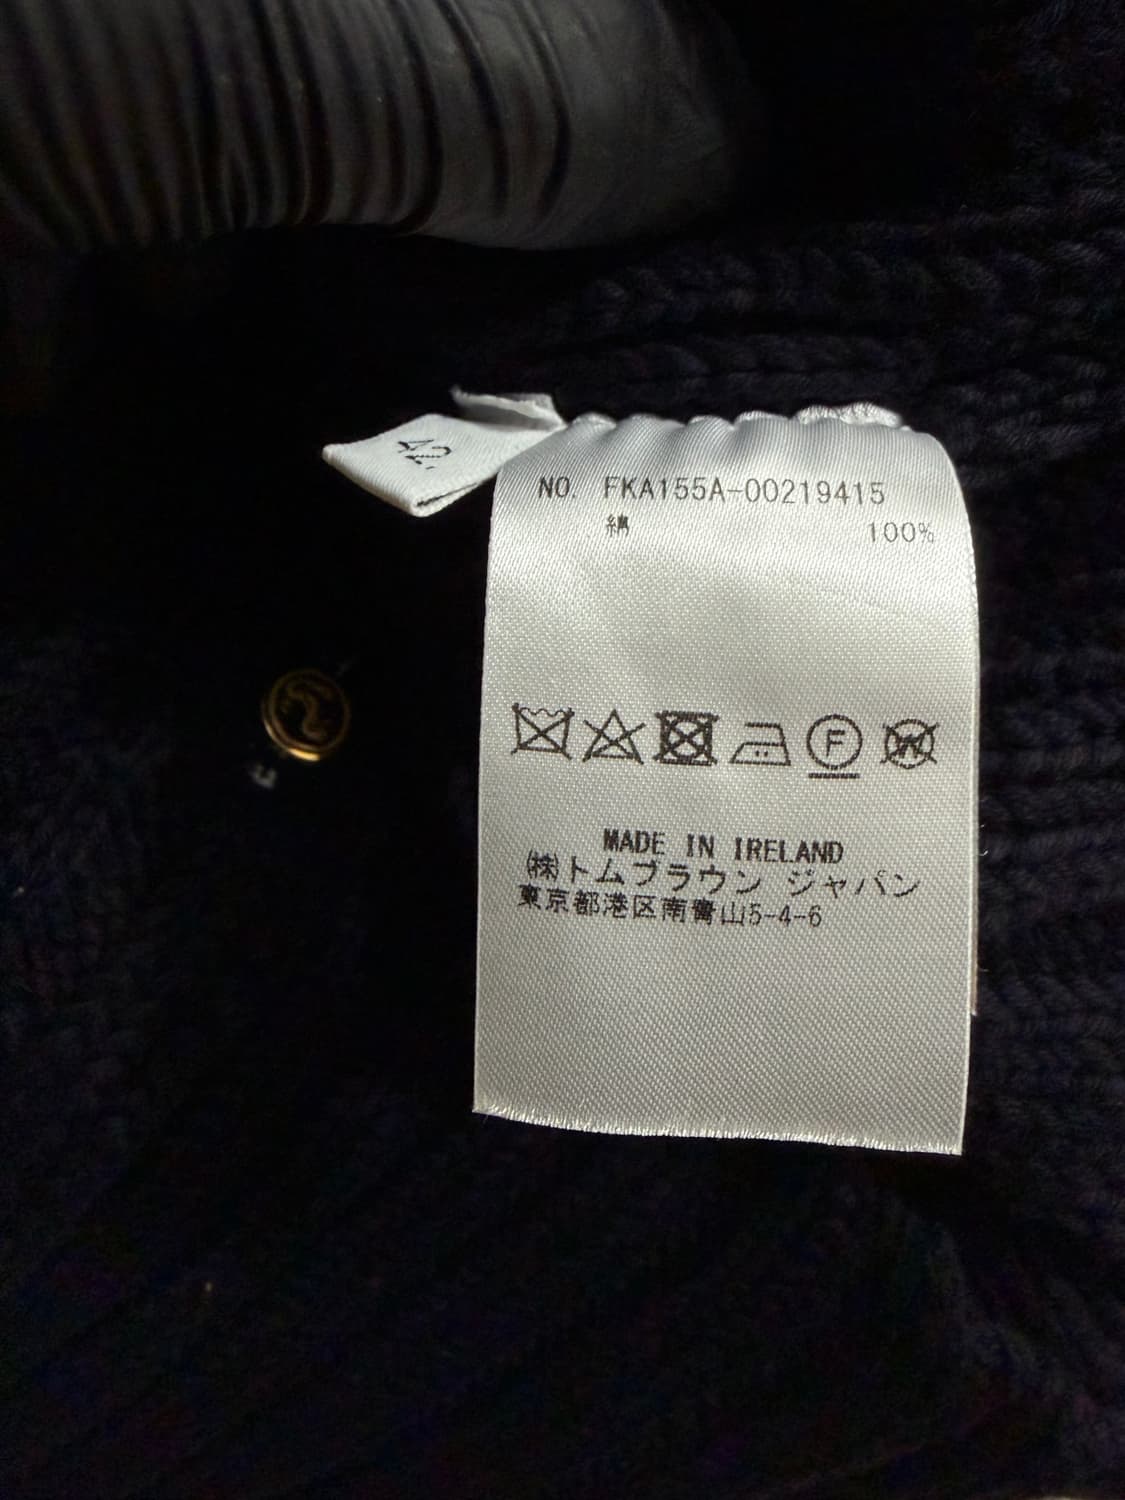 42.
NO. FKA155A-00219415
綿 100%
F
W
MADE IN IRELAND
(株)トムブラウン ジャパン
東京都港区南青山5-4-6